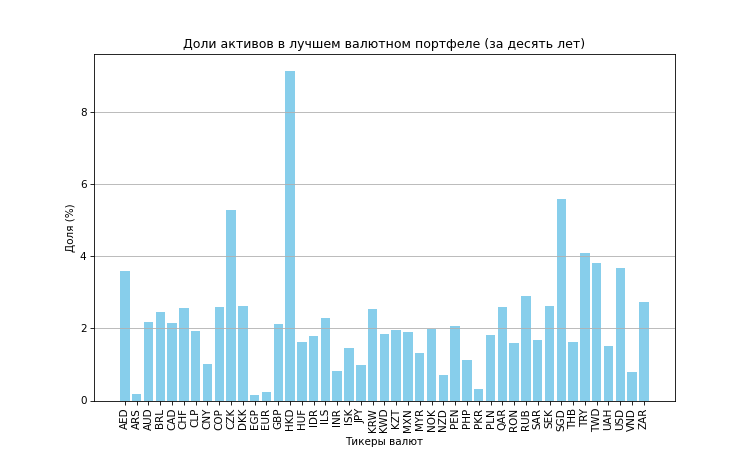 Доли активов в лучшем валютном портфеле (за десять лет)
Доля (%)
8
6
4
2
0
AED
ARS
AUD
BRL
CAD
CHF
CLP
CNY
COP
CZK
DKK
EGP
EUR
GBP
HKD
HUF
IDR
ILS
INR
ISK
JPY
KRW
KWD
KZT
MXN
MYR
NOK
NZD
PEN
PHP
PKR
PLN
QAR
RON
RUB
SAR
SEK
SGD
THB
TRY
TWD
UAH
USD
VND
ZAR
Тикеры валют